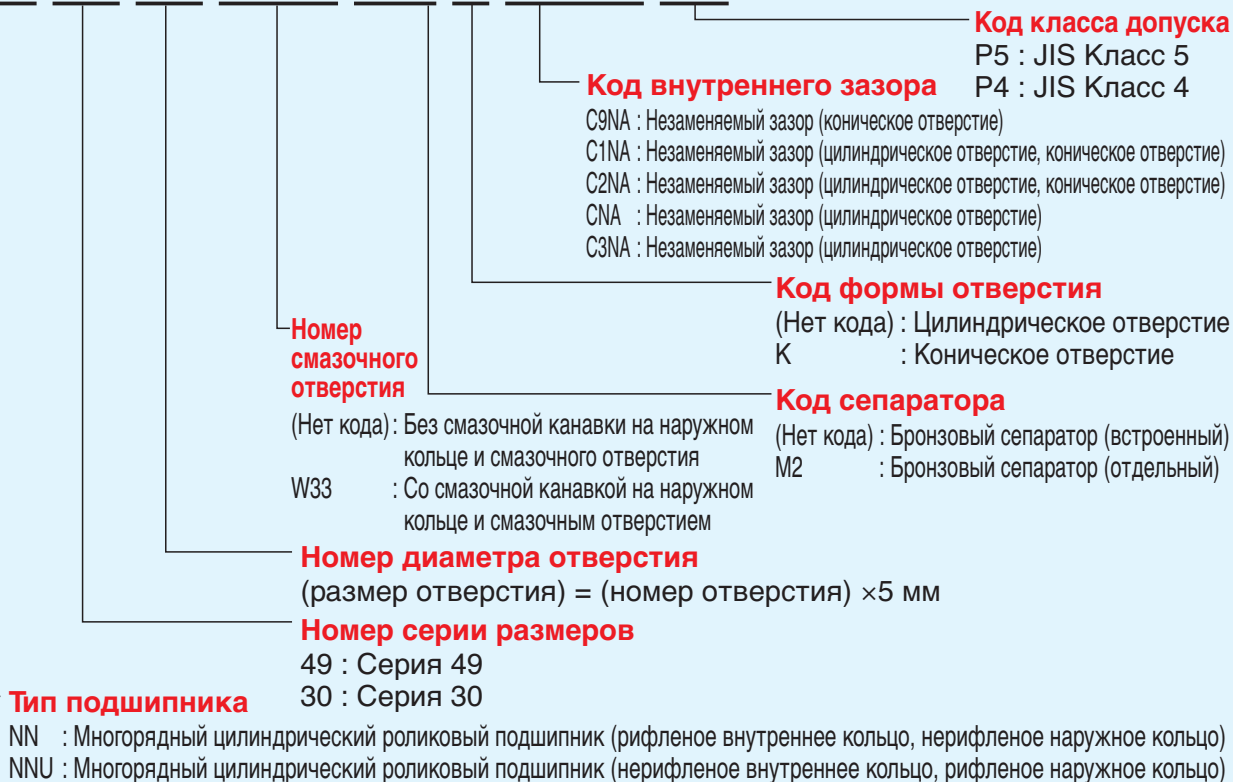 Код класса допуска
P5 : JIS Класс 5
P4 : JIS Класс 4
Код внутреннего зазора
C9NA : Незаменяемый зазор (коническое отверстие)
C1NA : Незаменяемый зазор (цилиндрическое отверстие, коническое отверстие)
C2NA : Незаменяемый зазор (цилиндрическое отверстие, коническое отверстие)
CNA : Незаменяемый зазор (цилиндрическое отверстие)
C3NA : Незаменяемый зазор (цилиндрическое отверстие)
Код формы отверстия
(Нет кода) : Цилиндрическое отверстие
K : Коническое отверстие
Код сепаратора
(Нет кода) : Бронзовый сепаратор (встроенный)
M2 : Бронзовый сепаратор (отдельный)
Номер
смазочного
отверстия
(Нет кода) : Без смазочной канавки на наружном
кольце и смазочного отверстия
W33 : Со смазочной канавкой на наружном
кольце и смазочным отверстием
Номер диаметра отверстия
(размер отверстия) = (номер отверстия) ×5 мм
Номер серии размеров
49 : Серия 49
30 : Серия 30
Тип подшипника
NN : Многорядный цилиндрический роликовый подшипник (рифленое внутреннее кольцо, нерифленое наружное кольцо)
NNU : Многорядный цилиндрический роликовый подшипник (нерифленое внутреннее кольцо, рифленое наружное кольцо)